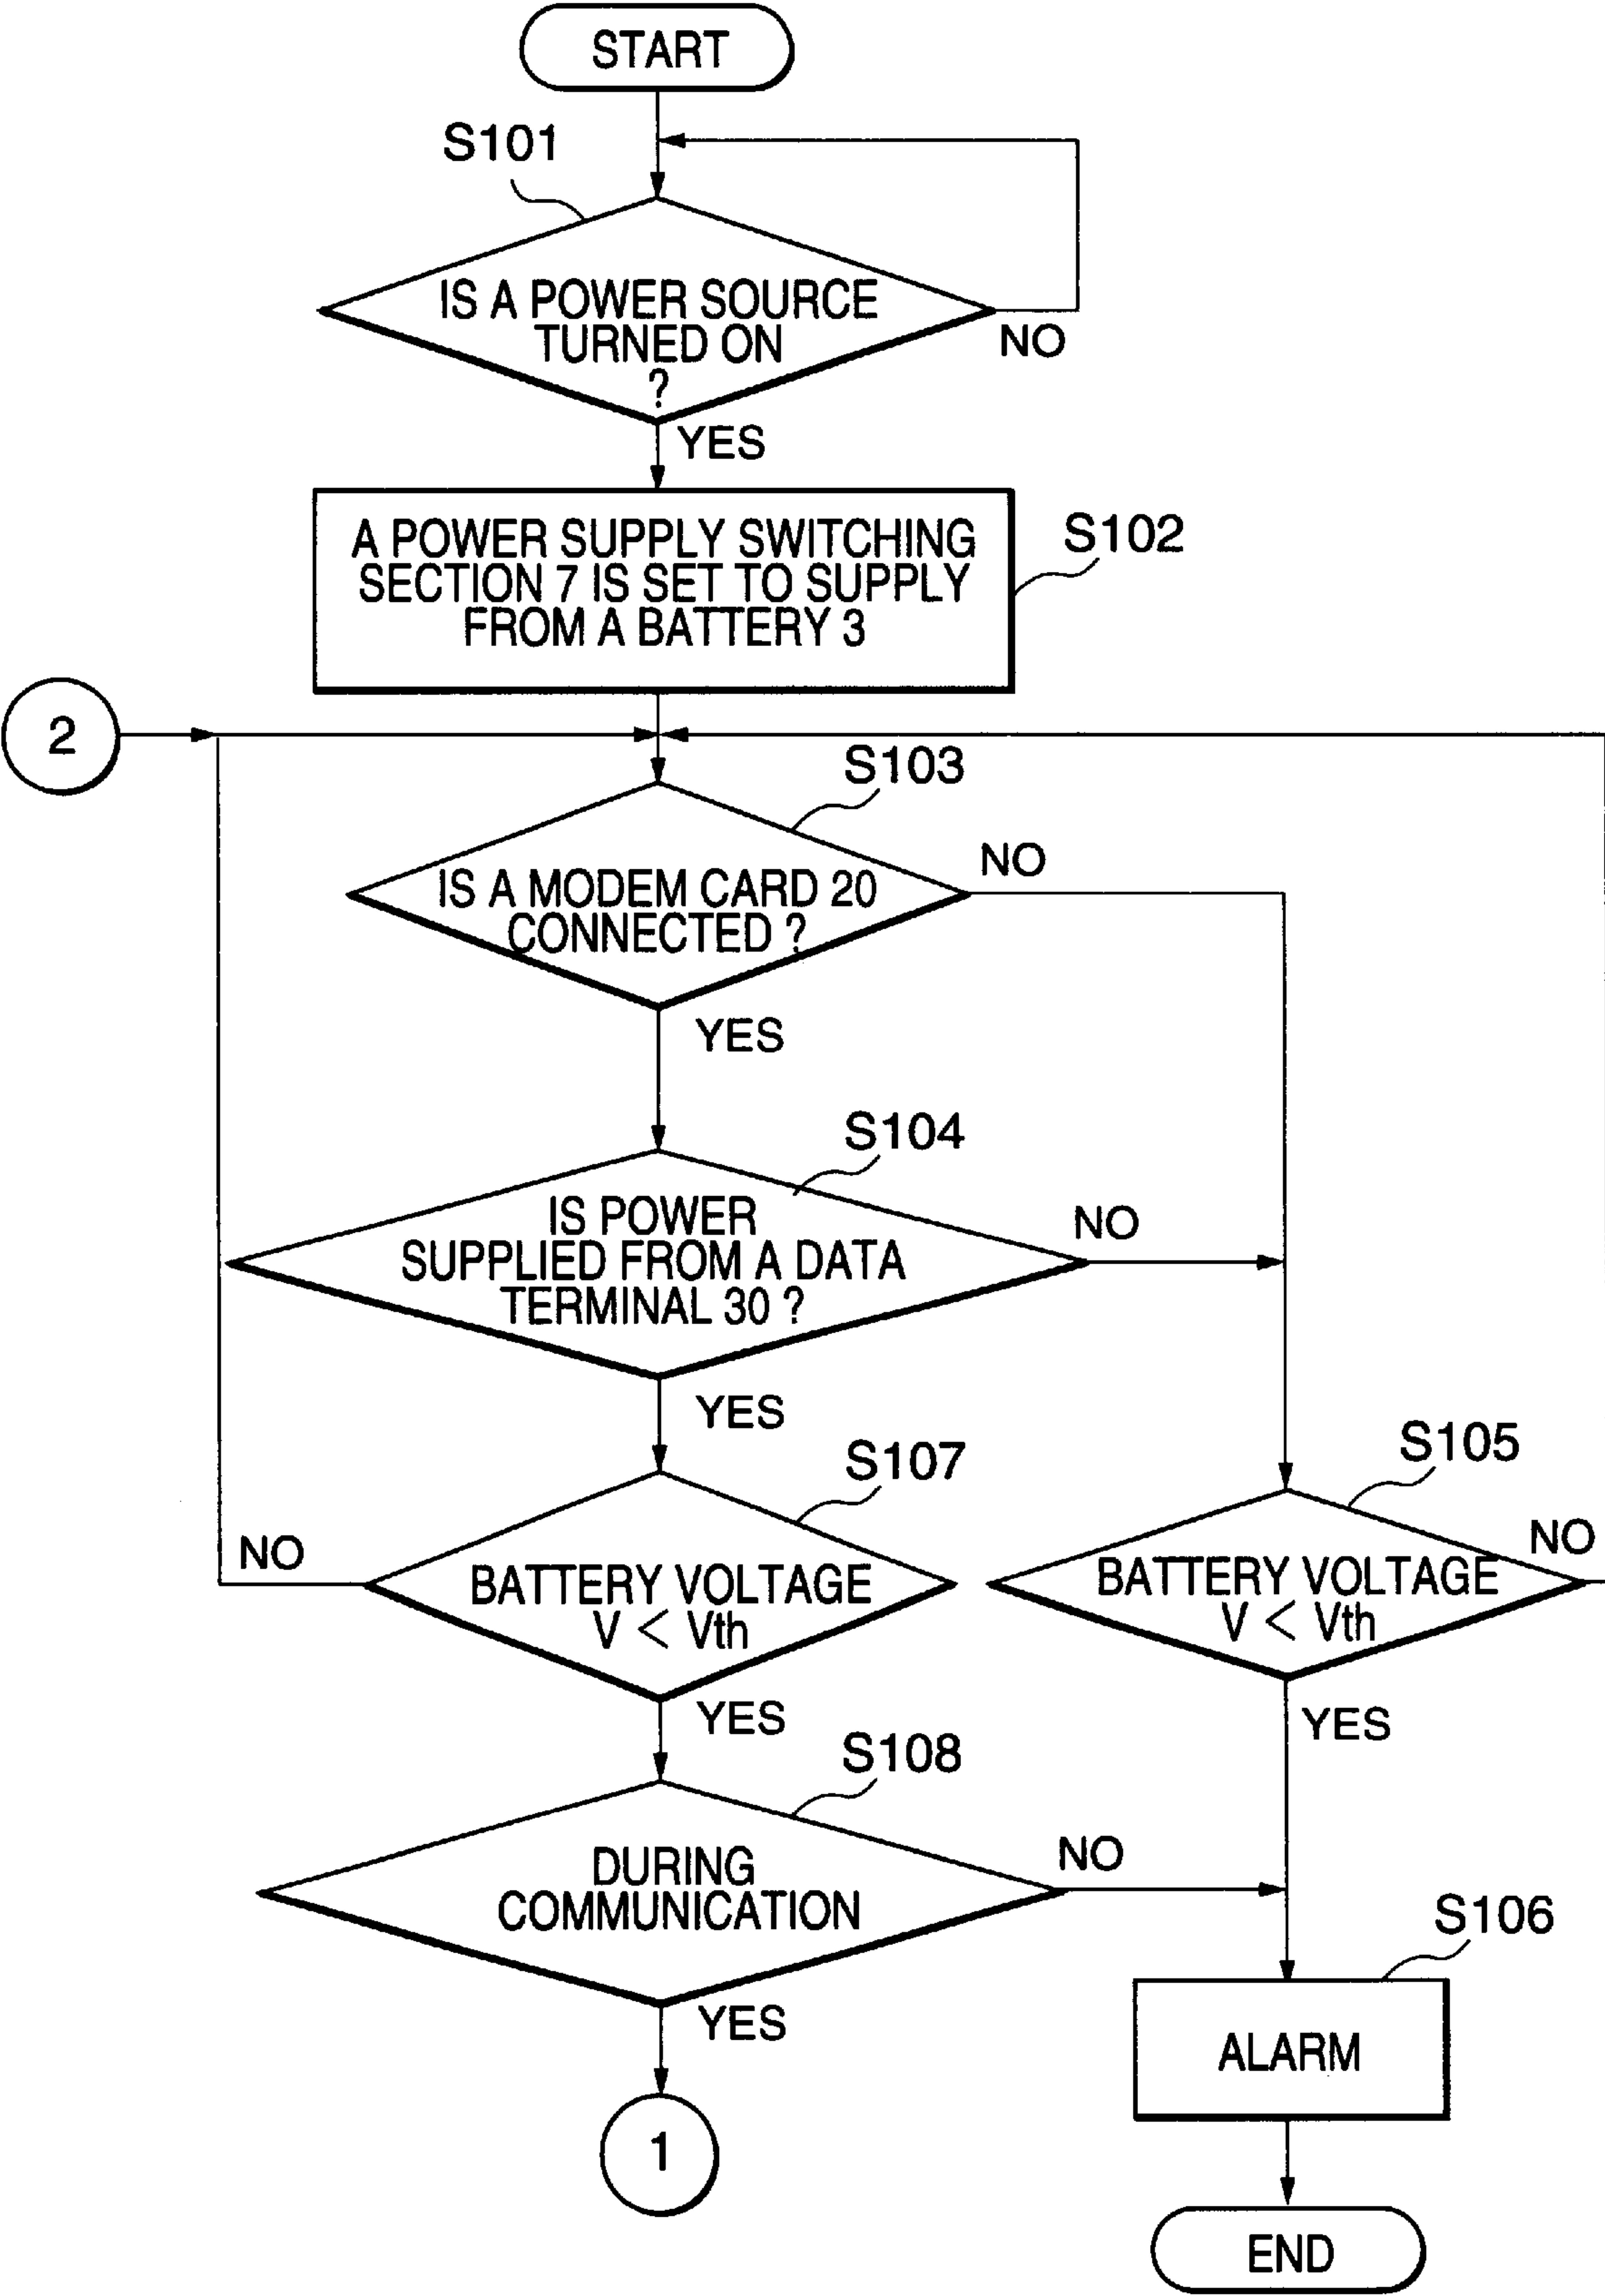 START
S101
IS A POWER SOURCE
TURNED ON
?
NO
YES
A POWER SUPPLY SWITCHING
SECTION 7 IS SET TO SUPPLY
FROM A BATTERY 3
S102
2
S103
IS A MODEM CARD 20
CONNECTED ?
NO
YES
S104
IS POWER
SUPPLIED FROM A DATA
TERMINAL 30 ?
NO
YES
S107
BATTERY VOLTAGE
V < Vth
NO
YES
S105
BATTERY VOLTAGE
V < Vth
NO
YES
S108
DURING
COMMUNICATION
NO
YES
1
S106
ALARM
END